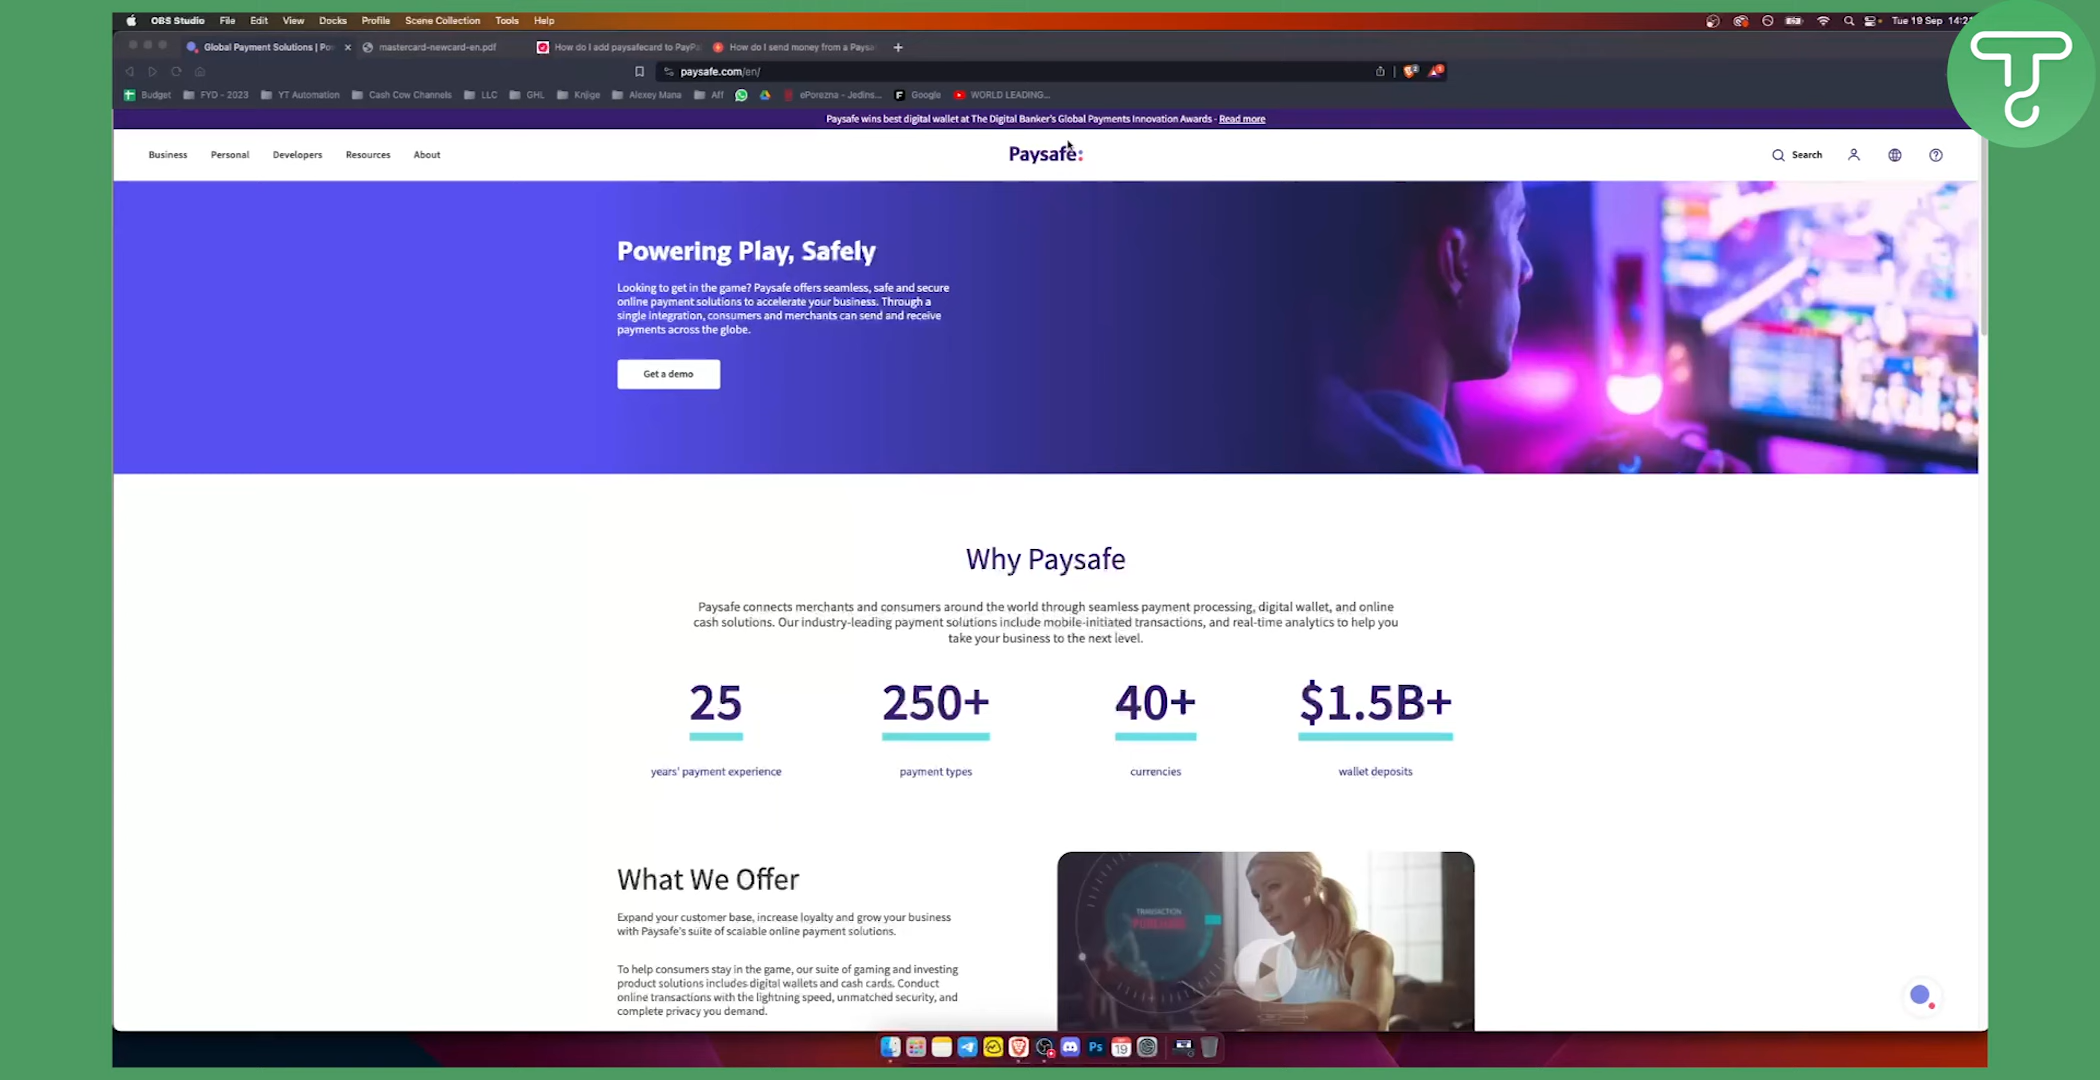 OBS Studio File Edit View Docks Profile Scene Collection Tools Help
Tue 19 Sep
Global Payment Solutions | Po
mastercard-newcard-en.pdf
How do I add paysafecard to PayPa
How do I send money from a Paysa
paysafe.com/en/
Budget FYD - 2023 YT Automation Cash Cow Channels LLC GHL Knjige Alexey Mana Aff ePorezna - Jedins... Google WORLD LEADING...
Paysafe wins best digital wallet at The Digital Banker's Global Payments Innovation Awards - Read more
Business Personal Developers Resources About
Paysafe:
Search
Powering Play, Safely
Looking to get in the game? Paysafe offers seamless, safe and secure
online payment solutions to accelerate your business. Through a
single integration, consumers and merchants can send and receive
payments across the globe.
Get a demo
Why Paysafe
Paysafe connects merchants and consumers around the world through seamless payment processing, digital wallet, and online
cash solutions. Our industry-leading payment solutions include mobile-initiated transactions, and real-time analytics to help you
take your business to the next level.
25 250+ 40+ $1.5B+
years' payment experience payment types currencies wallet deposits
What We Offer
Expand your customer base, increase loyalty and grow your business
with Paysafe's suite of scalable online payment solutions.
To help consumers stay in the game, our suite of gaming and investing
product solutions includes digital wallets and cash cards. Conduct
online transactions with the lightning speed, unmatched security, and
complete privacy you demand.
TRANSACTION
Ps
19